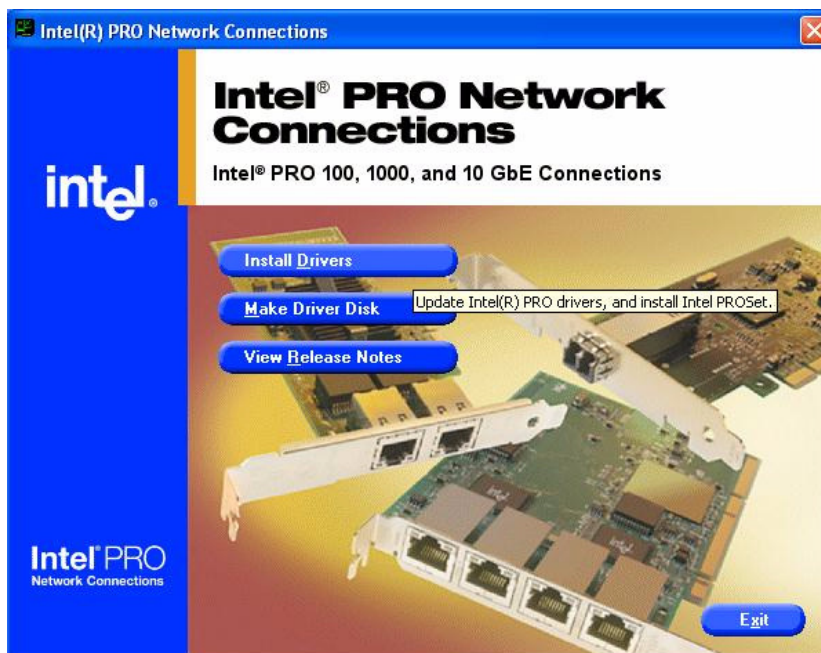 Intel(R) PRO Network Connections
Intel® PRO Network
Connections
Intel® PRO 100, 1000, and 10 GbE Connections
intel®
Install Drivers
Update Intel(R) PRO drivers, and install Intel PROSet.
Make Driver Disk
View Release Notes
intel
Intel® PRO
Network Connections
Exit